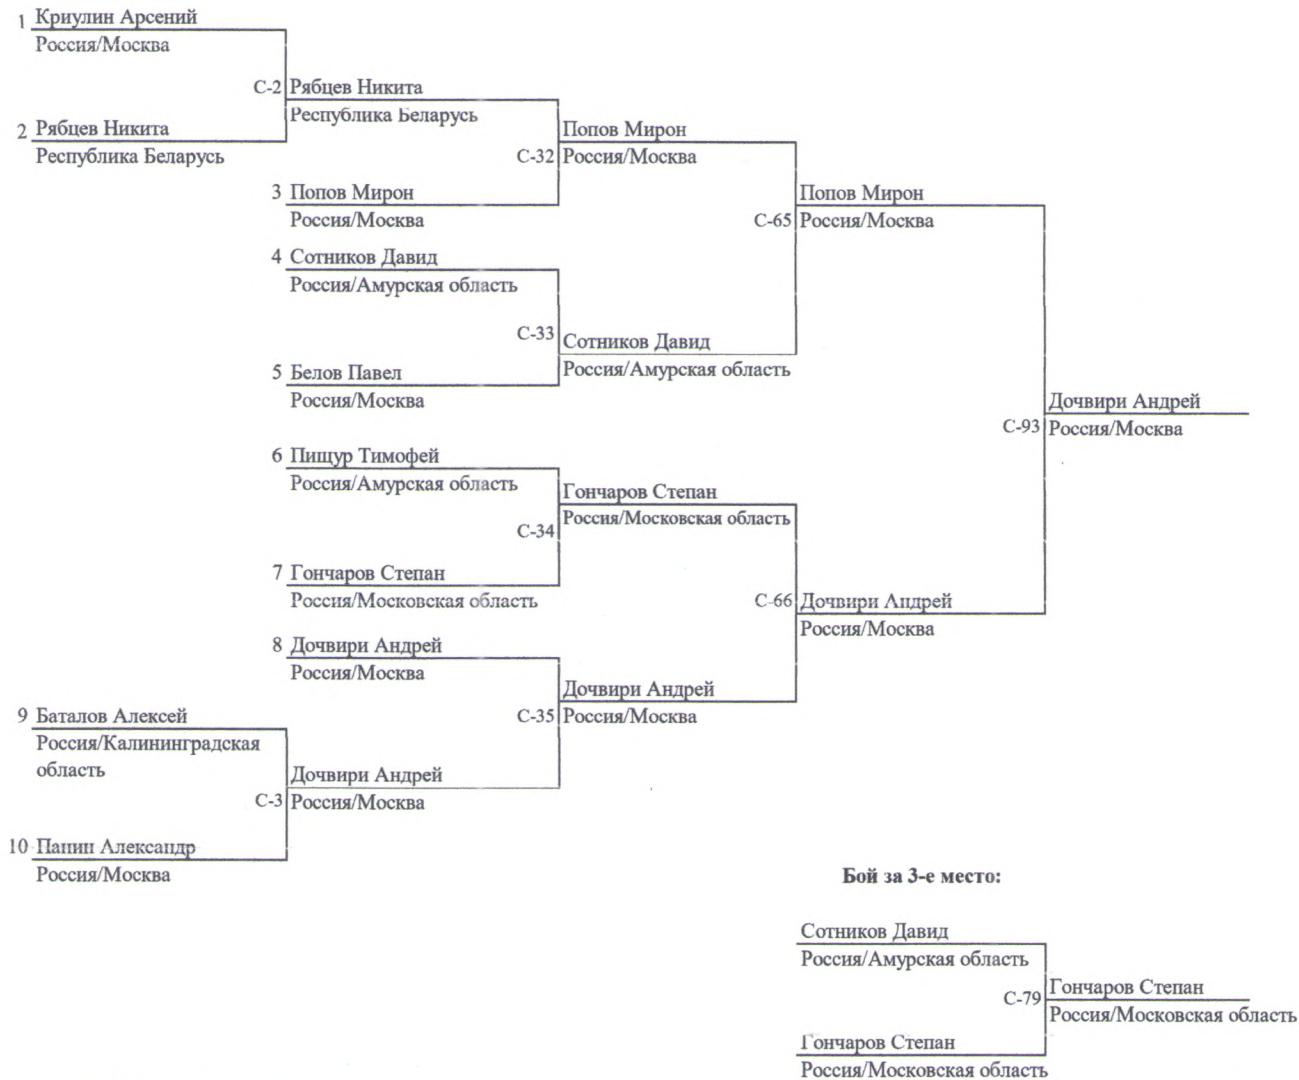 1 Криулин Арсений
Россия/Москва
С-2 Рябцев Никита
Республика Беларусь
2 Рябцев Никита
Республика Беларусь
Попов Мирон
С-32 Россия/Москва
3 Попов Мирон
Россия/Москва
Попов Мирон
С-65 Россия/Москва
4 Сотников Давид
Россия/Амурская область
С-33
Сотников Давид
Россия/Амурская область
5 Белов Павел
Россия/Москва
Дочвири Андрей
С-93 Россия/Москва
6 Пищур Тимофей
Россия/Амурская область
Гончаров Степан
Россия/Московская область
С-34
7 Гончаров Степан
Россия/Московская область
С-66 Дочвири Андрей
Россия/Москва
8 Дочвири Андрей
Россия/Москва
Дочвири Андрей
С-35 Россия/Москва
9 Баталов Алексей
Россия/Калининградская
область
Дочвири Андрей
С-3 Россия/Москва
10 Панин Александр
Россия/Москва
Бой за 3-е место:
Сотников Давид
Россия/Амурская область
Гончаров Степан
С-79
Россия/Московская область
Гончаров Степан
Россия/Московская область